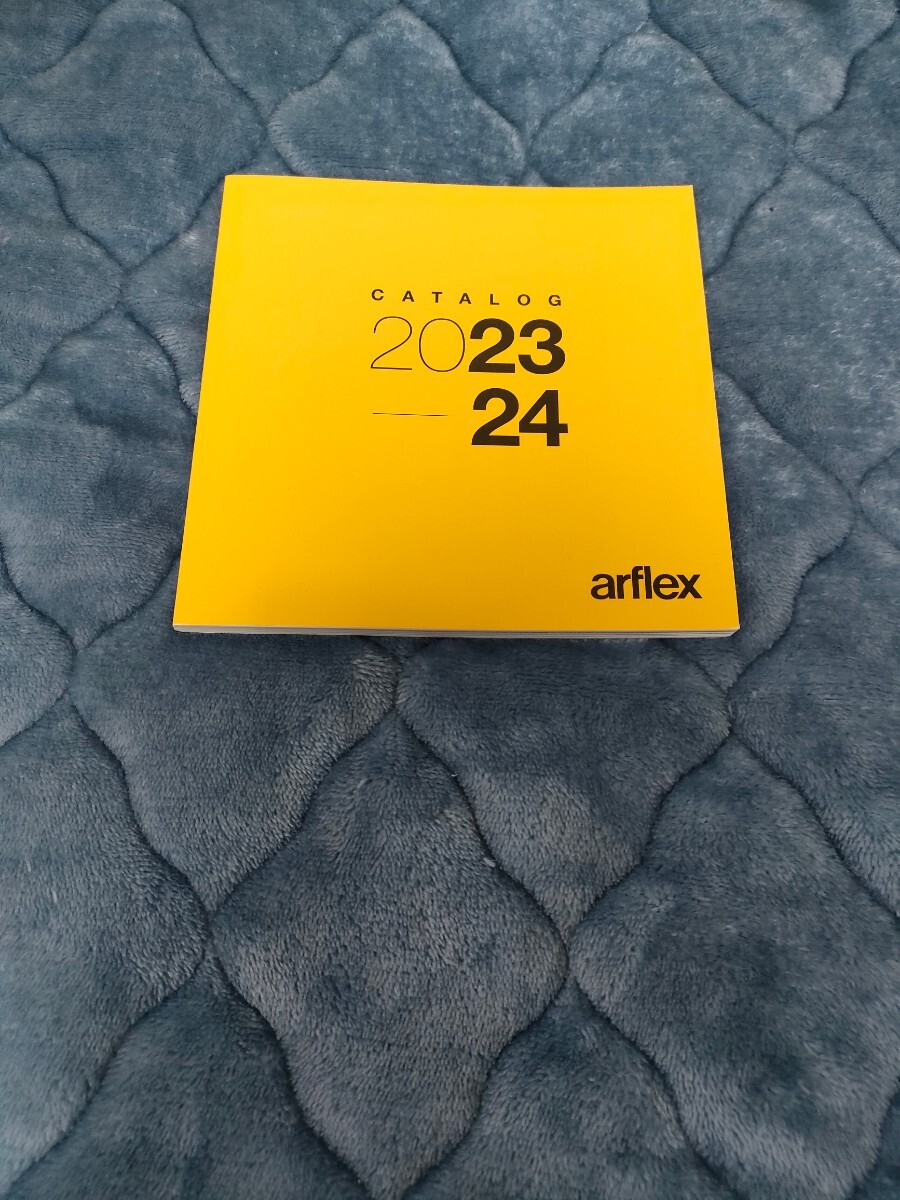 CATALOG
2023
— 24
arflex